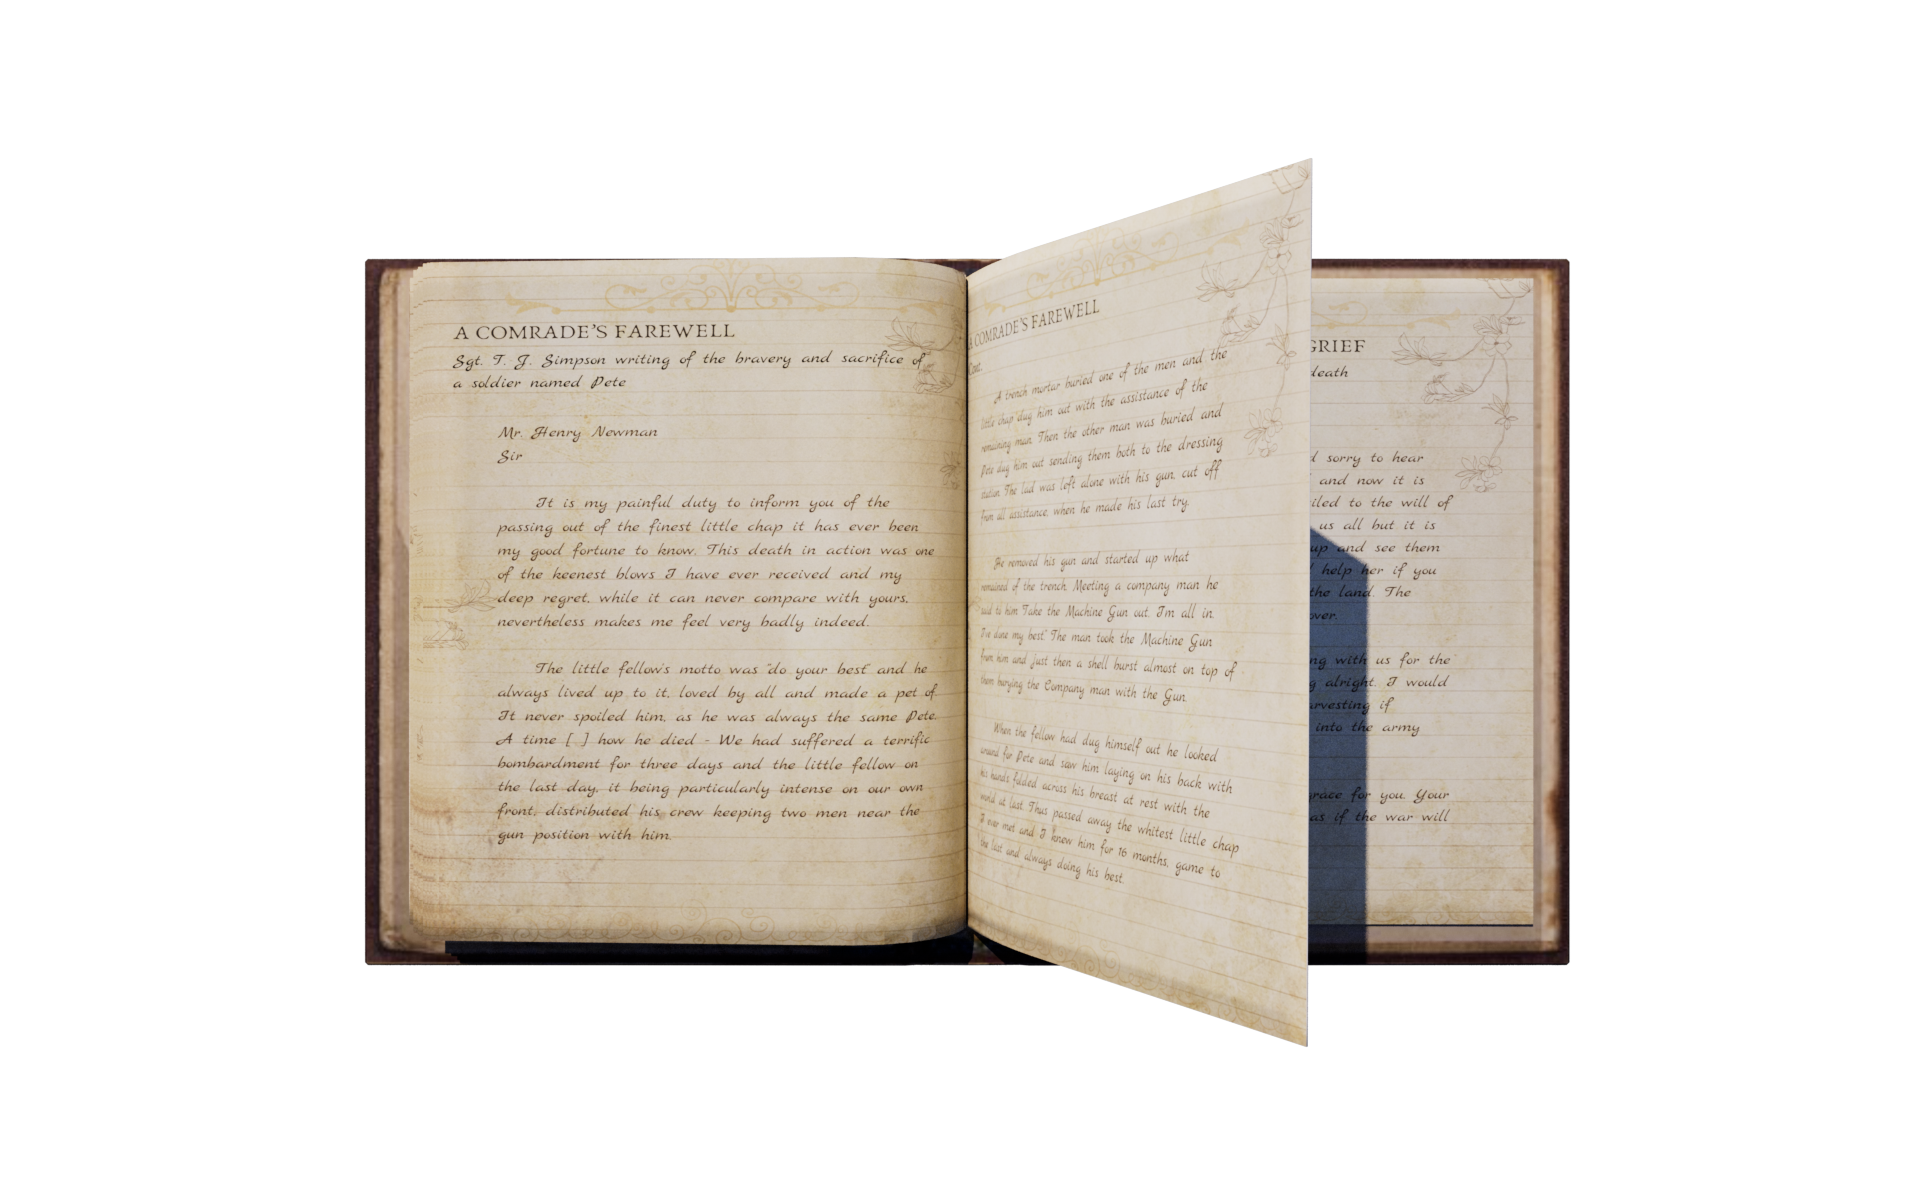 A COMRADE'S FAREWELL
Sgt. T. J. Simpson writing of the bravery and sacrifice of
a soldier named Pete
Mr. Henry Newman
Sir
It is my painful duty to inform you of the
passing out of the finest little chap it has ever been
my good fortune to know. This death in action was one
of the keenest blows I have ever received and my
deep regret, while it can never compare with yours,
nevertheless makes me feel very badly indeed.
The little fellow's motto was "do your best" and he
always lived up to it, loved by all and made a pet of.
It never spoiled him, as he was always the same Pete.
A time [ ] how he died - We had suffered a terrific
bombardment for three days and the little fellow on
the last day, it being particularly intense on our own
front, distributed his crew keeping two men near the
gun position with him.
A COMRADE'S FAREWELL
Cont.
A trench mortar buried one of the men and the
little chap dug him out with the assistance of the
remaining man. Then the other man was buried and
Pete dug him out sending them both to the dressing
station. The lad was left alone with his gun, cut off
from all assistance, when he made his last try.
He removed his gun and started up what
remained of the trench. Meeting a company man he
said to him "Take the Machine Gun out, I'm all in,
I've done my best." The man took the Machine Gun
from him and just then a shell burst almost on top of
them burying the Company man with the Gun.
When the fellow had dug himself out he looked
around for Pete and saw him laying on his back with
his hands folded across his breast at rest with the
world at last. Thus passed away the whitest little chap
I ever met and I knew him for 16 months, game to
the last and always doing his best.
GRIEF
death
sorry to hear
and now it is
to the will of
us all but it is
up and see them
help her if you
the land. The
over.
with us for the
alright. I would
if
into the army
for you. Your
as if the war will